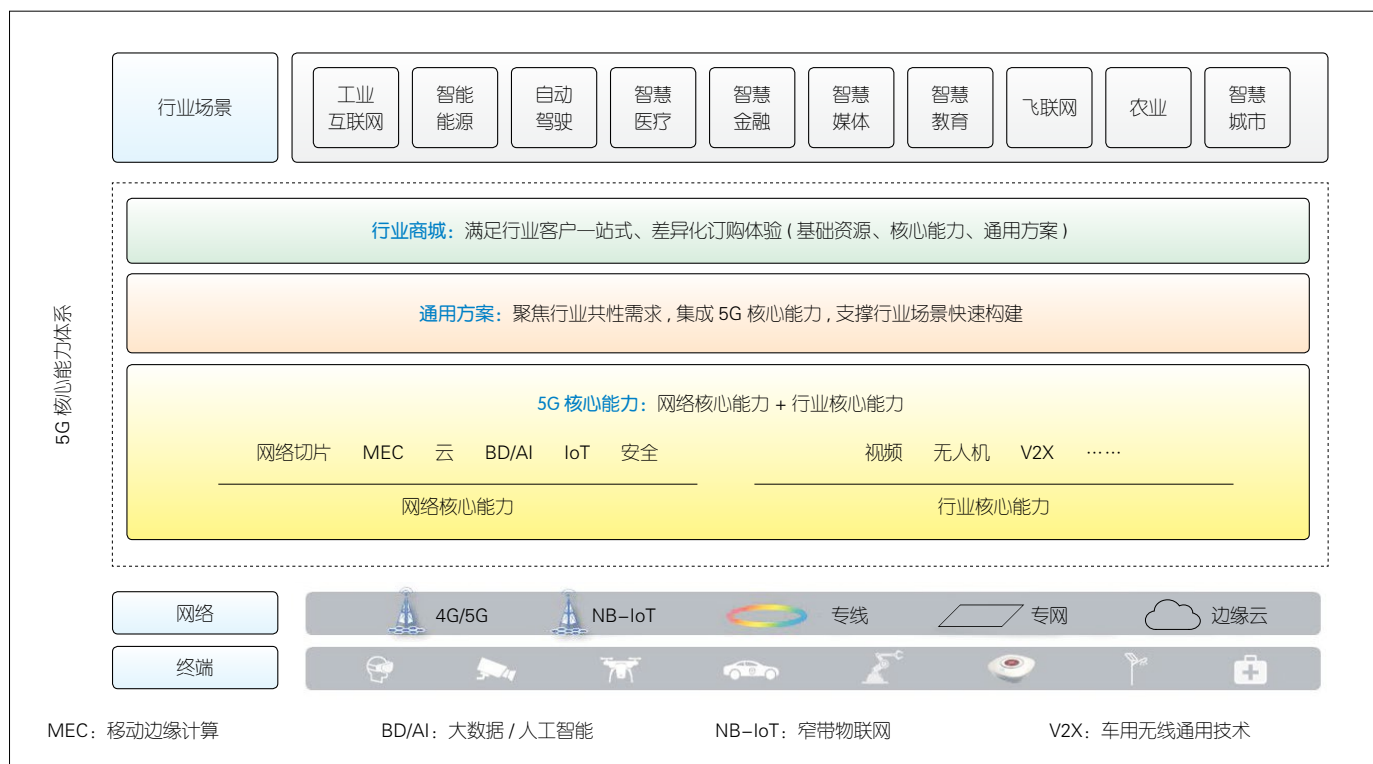 行业场景
工业
互联网
智能
能源
自动
驾驶
智慧
医疗
智慧
金融
智慧
媒体
智慧
教育
飞联网
农业
智慧
城市
5G 核心能力体系
行业商城：满足行业客户一站式、差异化订购体验 ( 基础资源、核心能力、通用方案 )
通用方案：聚焦行业共性需求 , 集成 5G 核心能力 , 支撑行业场景快速构建
5G 核心能力：网络核心能力 + 行业核心能力
网络切片 MEC 云 BD/AI IoT 安全
网络核心能力
视频 无人机 V2X ……
行业核心能力
网络 4G/5G NB-IoT 专线 专网 边缘云
终端
MEC：移动边缘计算 BD/AI：大数据 / 人工智能 NB-IoT：窄带物联网 V2X：车用无线通用技术